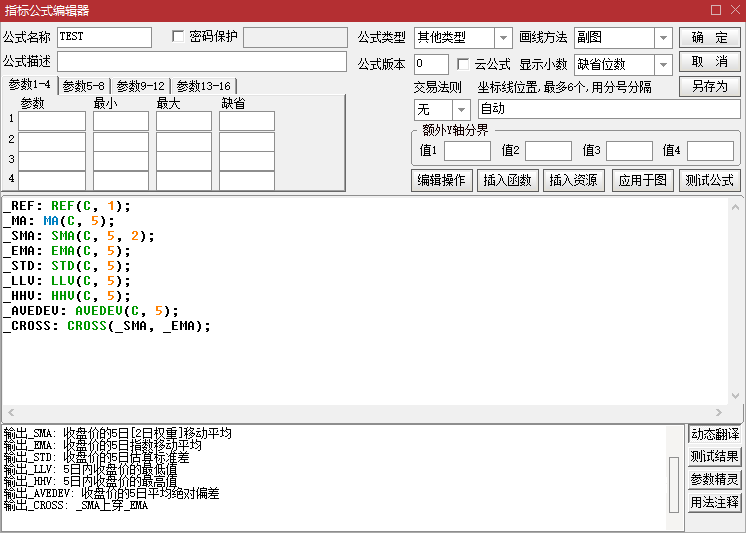 指标公式编辑器
公式名称 TEST 密码保护 公式类型 其他类型 画线方法 副图 确 定
公式描述 公式版本 0 云公式 显示小数 缺省位数 取 消
参数1-4 参数5-8 参数9-12 参数13-16 交易法则 坐标线位置,最多6个,用分号分隔 另存为
参数 最小 最大 缺省 无 自动
1
2 额外Y轴分界
3 值1 值2 值3 值4
4 编辑操作 插入函数 插入资源 应用于图 测试公式
_REF: REF(C, 1);
_MA: MA(C, 5);
_SMA: SMA(C, 5, 2);
_EMA: EMA(C, 5);
_STD: STD(C, 5);
_LLV: LLV(C, 5);
_HHV: HHV(C, 5);
_AVEDEV: AVEDEV(C, 5);
_CROSS: CROSS(_SMA, _EMA);
输出_SMA: 收盘价的5日[2日权重]移动平均
输出_EMA: 收盘价的5日指数移动平均
输出_STD: 收盘价的5日估算标准差
输出_LLV: 5日内收盘价的最低值
输出_HHV: 5日内收盘价的最高值
输出_AVEDEV: 收盘价的5日平均绝对偏差
输出_CROSS: _SMA上穿_EMA
动态翻译
测试结果
参数精灵
用法注释